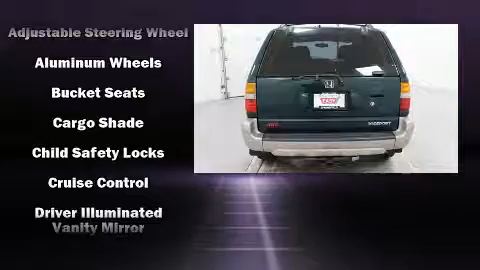 Adjustable Steering Wheel
Aluminum Wheels
Bucket Seats
Cargo Shade
Child Safety Locks
Cruise Control
Driver Illuminated
Vanity Mirror
PASSPORT